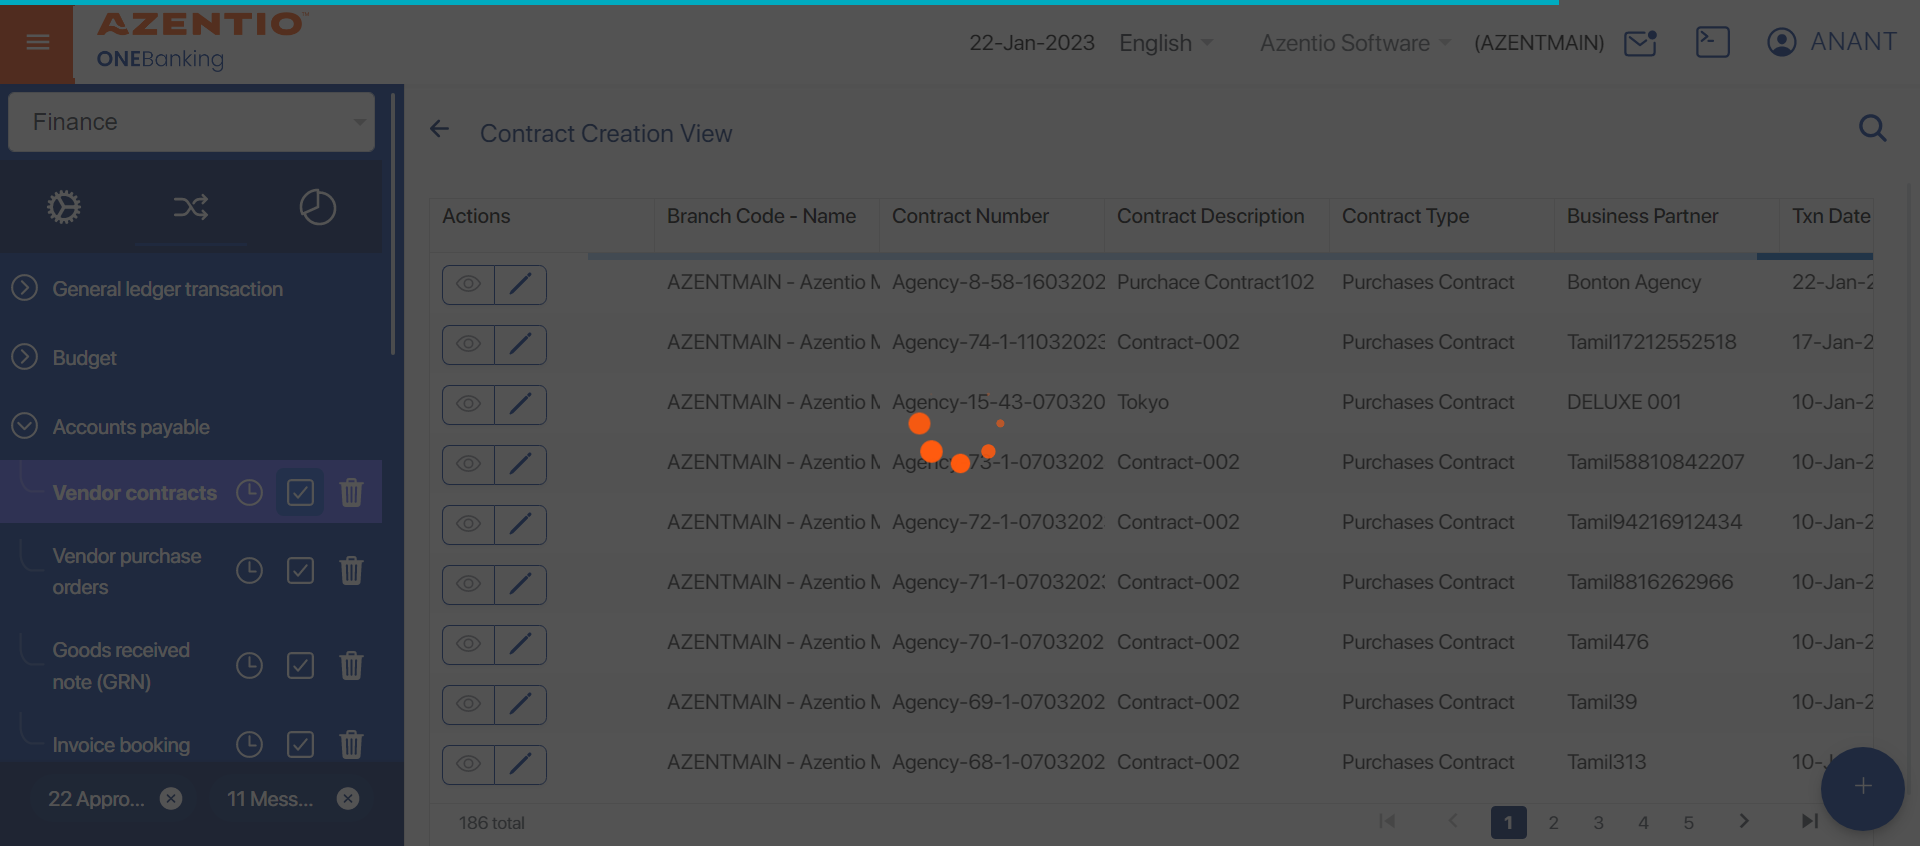 AZENTIO™
ONEBanking
22-Jan-2023 English Azentio Software (AZENTMAIN) ANANT
Finance
Contract Creation View
General ledger transaction
Budget
Accounts payable
Vendor contracts
Vendor purchase
orders
Goods received
note (GRN)
Invoice booking
22 Appro... 11 Mess...
Actions Branch Code - Name Contract Number Contract Description Contract Type Business Partner Txn Date
AZENTMAIN - Azentio M Agency-8-58-1603202 Purchace Contract102 Purchases Contract Bonton Agency 22-Jan-2
AZENTMAIN - Azentio M Agency-74-1-11032023 Contract-002 Purchases Contract Tamil17212552518 17-Jan-2
AZENTMAIN - Azentio M Agency-15-43-070320 Tokyo Purchases Contract DELUXE 001 10-Jan-2
AZENTMAIN - Azentio M Agency-73-1-0703202 Contract-002 Purchases Contract Tamil58810842207 10-Jan-2
AZENTMAIN - Azentio M Agency-72-1-0703202 Contract-002 Purchases Contract Tamil94216912434 10-Jan-2
AZENTMAIN - Azentio M Agency-71-1-07032023 Contract-002 Purchases Contract Tamil8816262966 10-Jan-2
AZENTMAIN - Azentio M Agency-70-1-0703202 Contract-002 Purchases Contract Tamil476 10-Jan-2
AZENTMAIN - Azentio M Agency-69-1-0703202 Contract-002 Purchases Contract Tamil39 10-Jan-2
AZENTMAIN - Azentio M Agency-68-1-0703202 Contract-002 Purchases Contract Tamil313 10-J
186 total 1 2 3 4 5